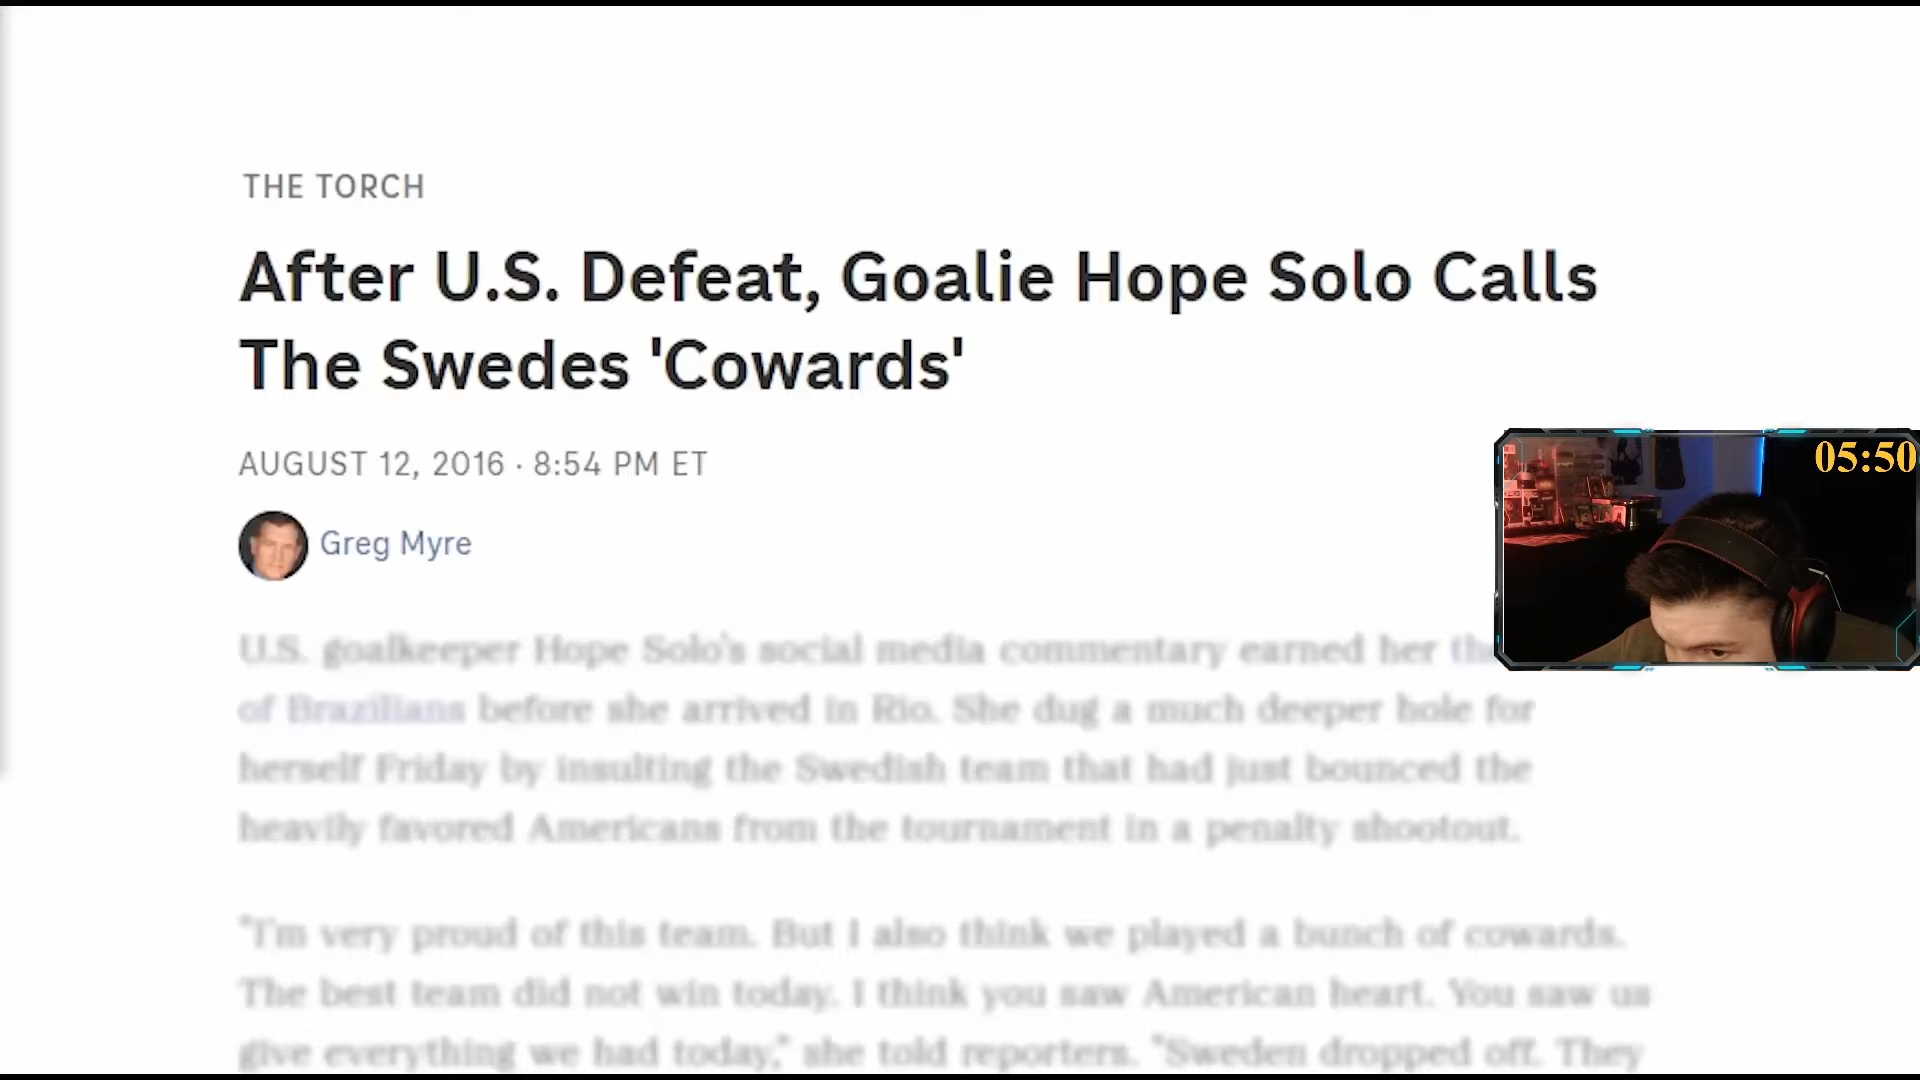 THE TORCH
After U.S. Defeat, Goalie Hope Solo Calls
The Swedes 'Cowards'
AUGUST 12, 2016 · 8:54 PM ET
Greg Myre
05:50
U.S. goalkeeper Hope Solo's social media commentary earned her
of Brazilians before she arrived in Rio. She dug a much deeper hole for
herself Friday by insulting the Swedish team that had just bounced the
heavily favored Americans from the tournament in a penalty shootout.
"I'm very proud of this team. But I also think we played a bunch of cowards.
The best team did not win today. I think you saw American heart. You saw us
give everything we had today," she told reporters. "Sweden dropped off. They